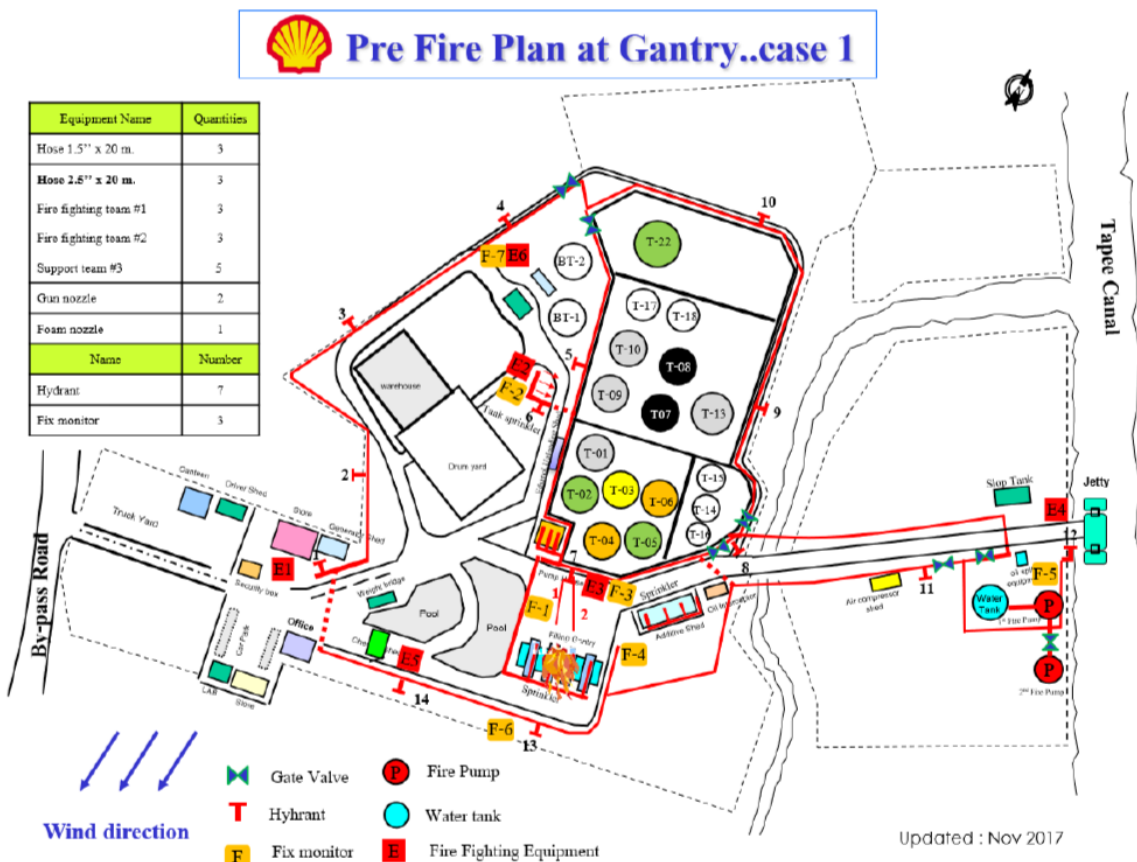 Pre Fire Plan at Gantry..case 1
Equipment Name Quantities
Hose 1.5’’ x 20 m. 3
Hose 2.5’’ x 20 m. 3
Fire fighting team #1 3
Fire fighting team #2 3
Support team #3 5
Gun nozzle 2
Foam nozzle 1
Name Number
Hydrant 7
Fix monitor 3
10
4
T-22
F-7 E6
BT-2
Tapee Canal
3
BT-1
T-17
T-18
5
T-10
T-08
warehouse
E2
F-2
T-09
T07
T-13
9
6
Tank sprinkler
T-01
Drum yard
2
T-15
T-02
T-03
T-06
T-14
T-16
T-04
T-05
Canteen
Driver Shed
Store
Truck Yard
Slop Tank
Jetty
E4
12
E1
Security box
Weight bridge
7
8
E3
F-3
Sprinkler
F-5
11
Air compressor
shed
Water
Tank
P
1st Fire Pump
P
2nd Fire Pump
By-pass Road
Pool
Pool
F-1
1
2
Additive Shed
Filling Gantry
F-4
Car Park
Office
E5
Sprinkler
LAB
Store
14
F-6
13
Wind direction
Gate Valve
P Fire Pump
Hyhrant
Water tank
F Fix monitor
E Fire Fighting Equipment
Updated : Nov 2017